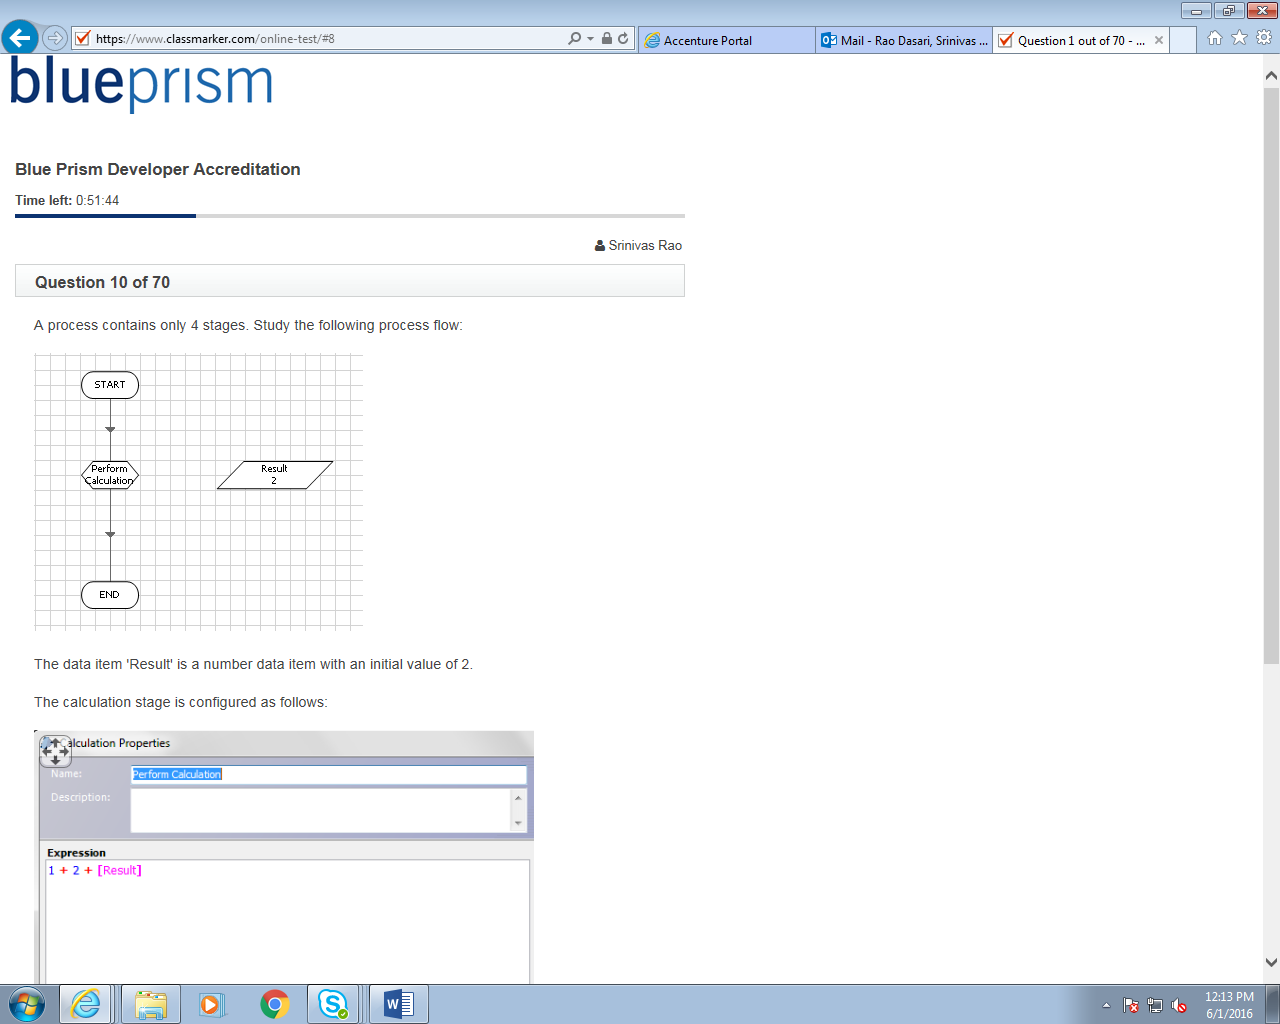 https://www.classmarker.com/online-test/#8
Accenture Portal
Mail - Rao Dasari, Srinivas ...
Question 1 out of 70 - ...
blueprism
Blue Prism Developer Accreditation
Time left: 0:51:44
Srinivas Rao
Question 10 of 70
A process contains only 4 stages. Study the following process flow:
START
Perform
Calculation
Result
2
END
The data item 'Result' is a number data item with an initial value of 2.
The calculation stage is configured as follows:
alculation Properties
Name:
Perform Calculation
Description:
Expression
1 + 2 + [Result]
12:13 PM
6/1/2016